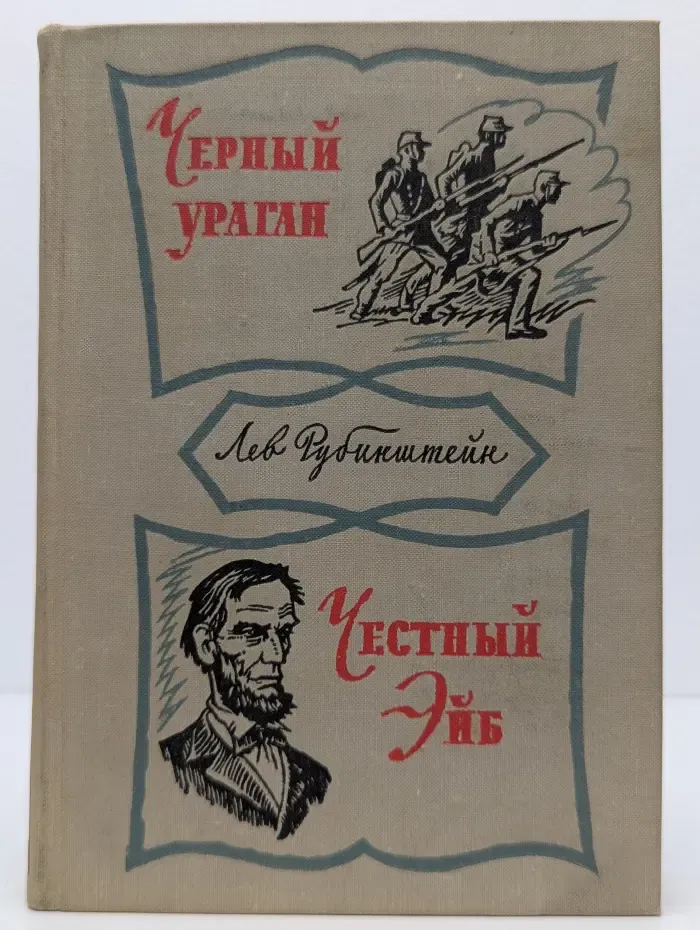 Черный
ураган
Лев Рубинштейн
Честный
Эйб